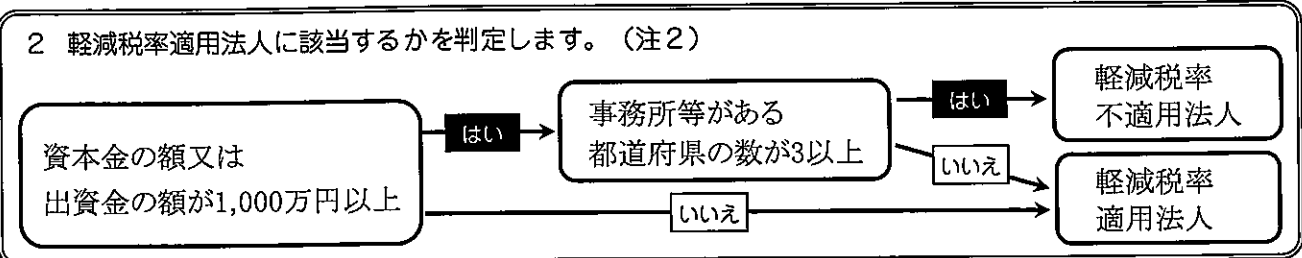 2 軽減税率適用法人に該当するかを判定します。（注2）
資本金の額又は
出資金の額が1,000万円以上
はい
事務所等がある
都道府県の数が3以上
はい
軽減税率
不適用法人
いいえ
軽減税率
適用法人
いいえ